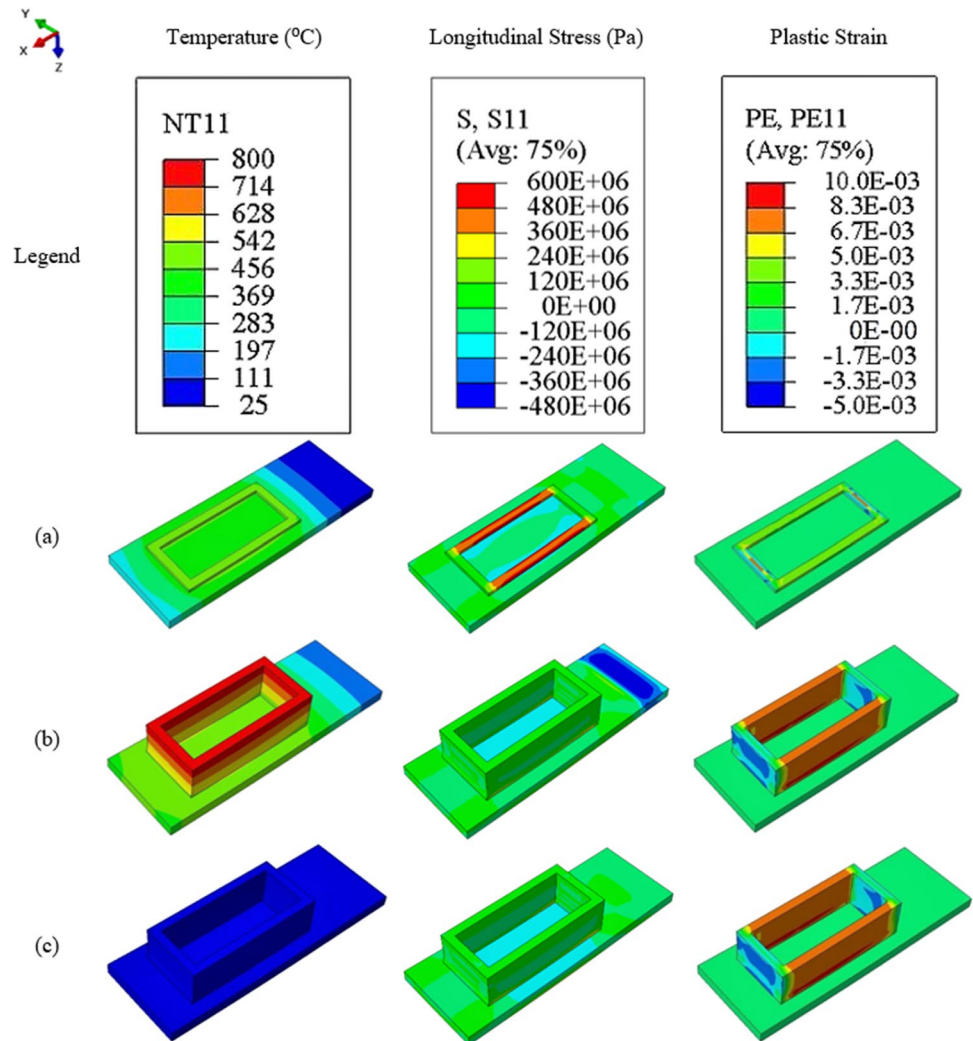 Y
X
Z
Temperature (⁰C)
Longitudinal Stress (Pa)
Plastic Strain
Legend
NT11
800
714
628
542
456
369
283
197
111
25
S, S11
(Avg: 75%)
600E+06
480E+06
360E+06
240E+06
120E+06
0E+00
-120E+06
-240E+06
-360E+06
-480E+06
PE, PE11
(Avg: 75%)
10.0E-03
8.3E-03
6.7E-03
5.0E-03
3.3E-03
1.7E-03
0E-00
-1.7E-03
-3.3E-03
-5.0E-03
(a)
(b)
(c)